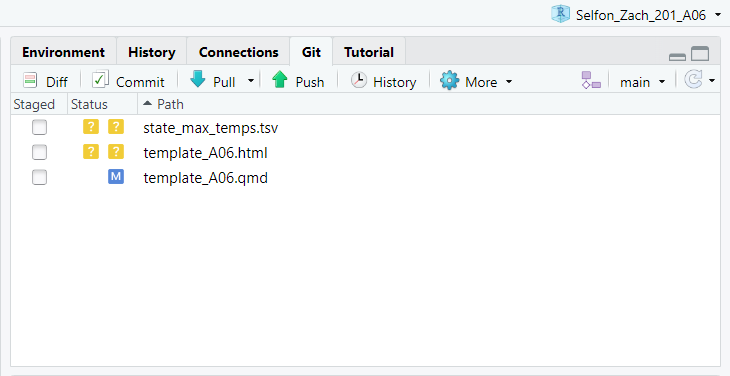 Selfon_Zach_201_A06
Environment History Connections Git Tutorial
Diff Commit Pull Push History More main
Staged Status Path
? ? state_max_temps.tsv
? ? template_A06.html
M template_A06.qmd